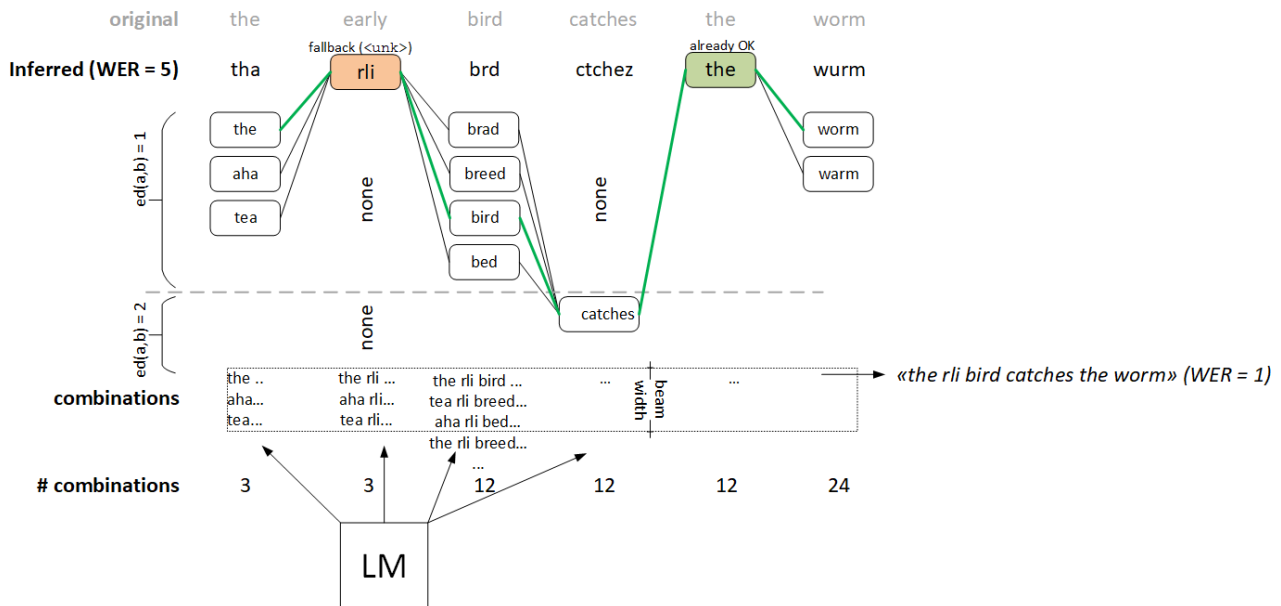 original the early bird catches the worm
fallback (<unk>) already OK
Inferred (WER = 5) tha rli brd ctchez the wurm
ed(a,b) = 1
the brad worm
aha breed warm
none none
tea bird
bed
ed(a,b) = 2
catches
none
combinations
the .. the rli ... the rli bird ... ... ...
aha... aha rli... tea rli breed...
tea... tea rli... aha rli bed...
the rli breed...
...
beam
width
«the rli bird catches the worm» (WER = 1)
# combinations 3 3 12 12 12 24
LM